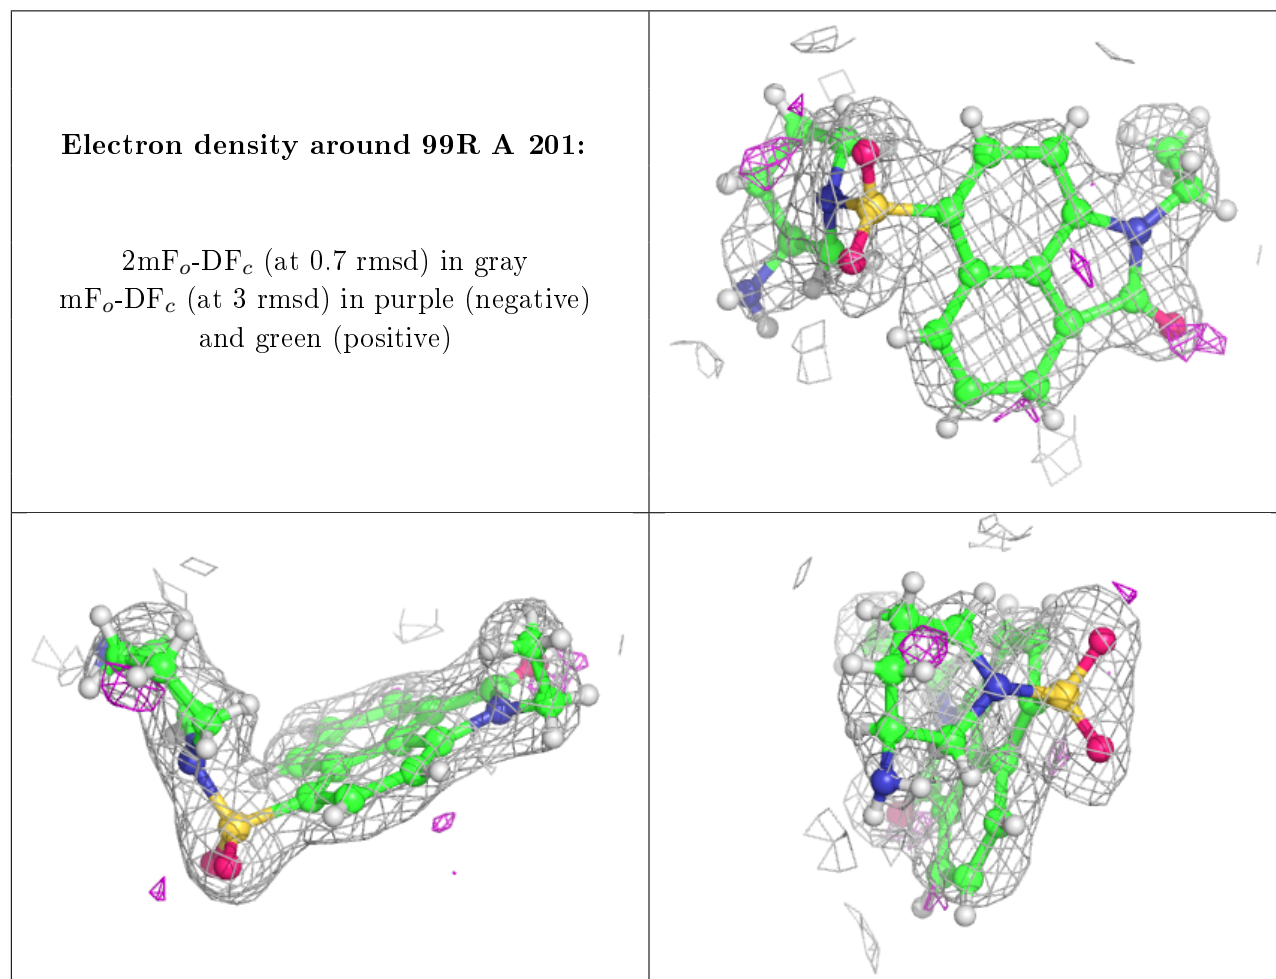 Electron density around 99R A 201:
2mFo-DFc (at 0.7 rmsd) in gray
mFo-DFc (at 3 rmsd) in purple (negative)
and green (positive)